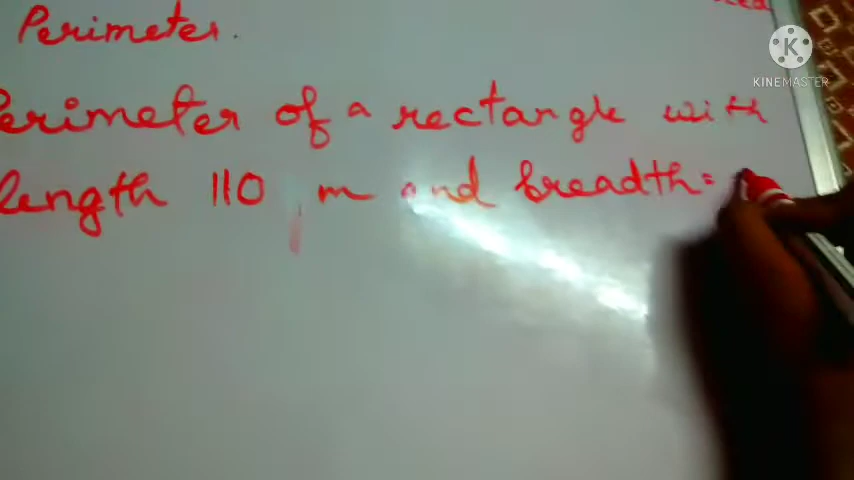 Perimeter.
Perimeter of a rectangle with
length 110 m and breadth =
K
KINEMASTER